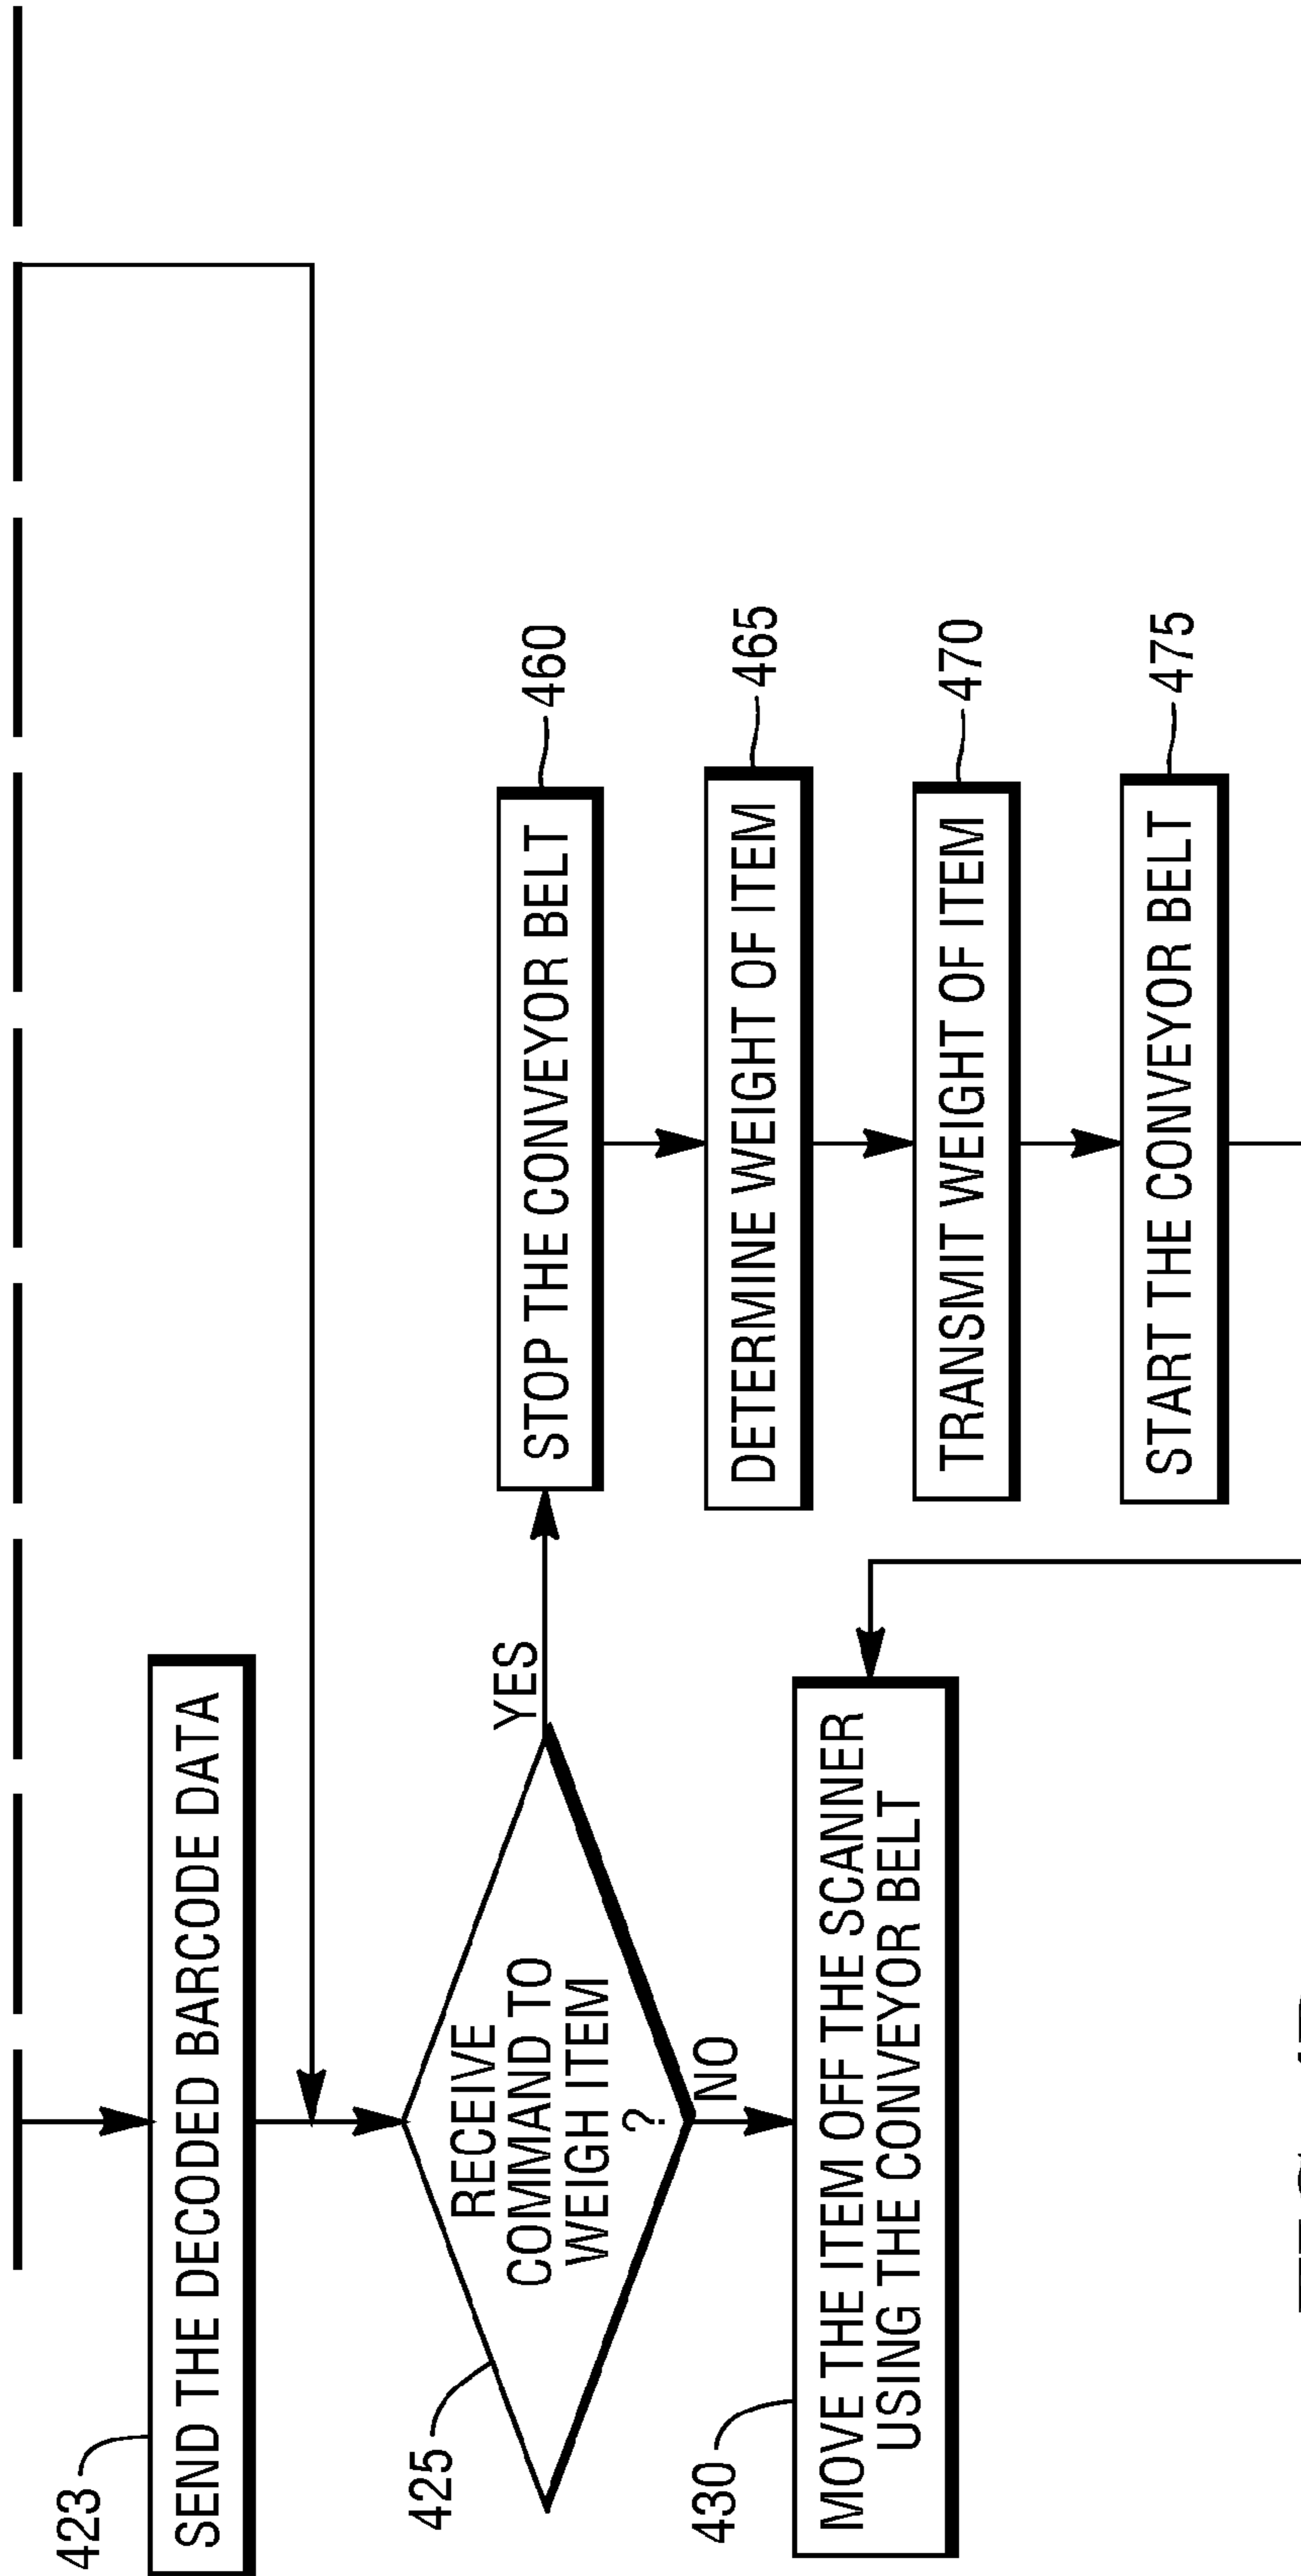 423
SEND THE DECODED BARCODE DATA
425
RECEIVE
COMMAND TO
WEIGH ITEM
?
YES
NO
460
STOP THE CONVEYOR BELT
465
DETERMINE WEIGHT OF ITEM
470
TRANSMIT WEIGHT OF ITEM
475
START THE CONVEYOR BELT
430
MOVE THE ITEM OFF THE SCANNER
USING THE CONVEYOR BELT